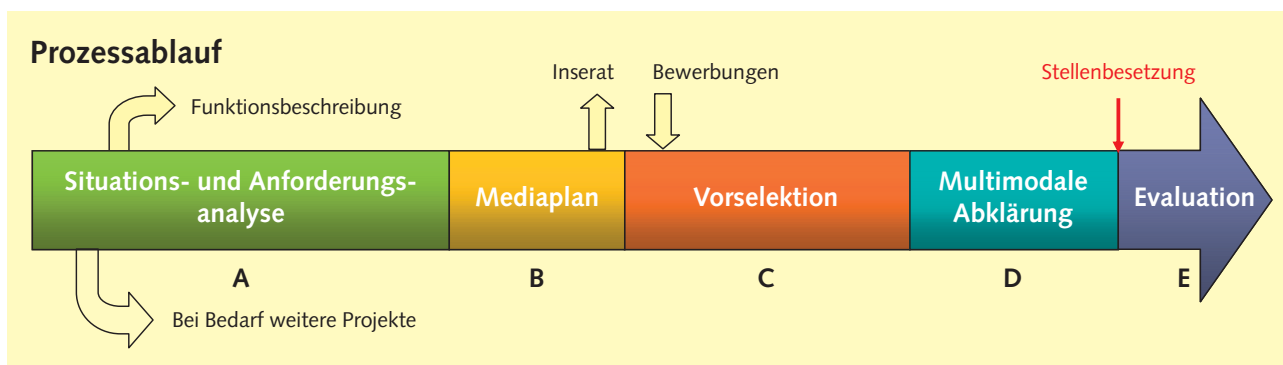 Prozessablauf
Inserat
Bewerbungen
Stellenbesetzung
Funktionsbeschreibung
Situations- und Anforderungs-
analyse
Mediaplan
Vorselektion
Multimodale
Abklärung
Evaluation
A
B
C
D
E
Bei Bedarf weitere Projekte